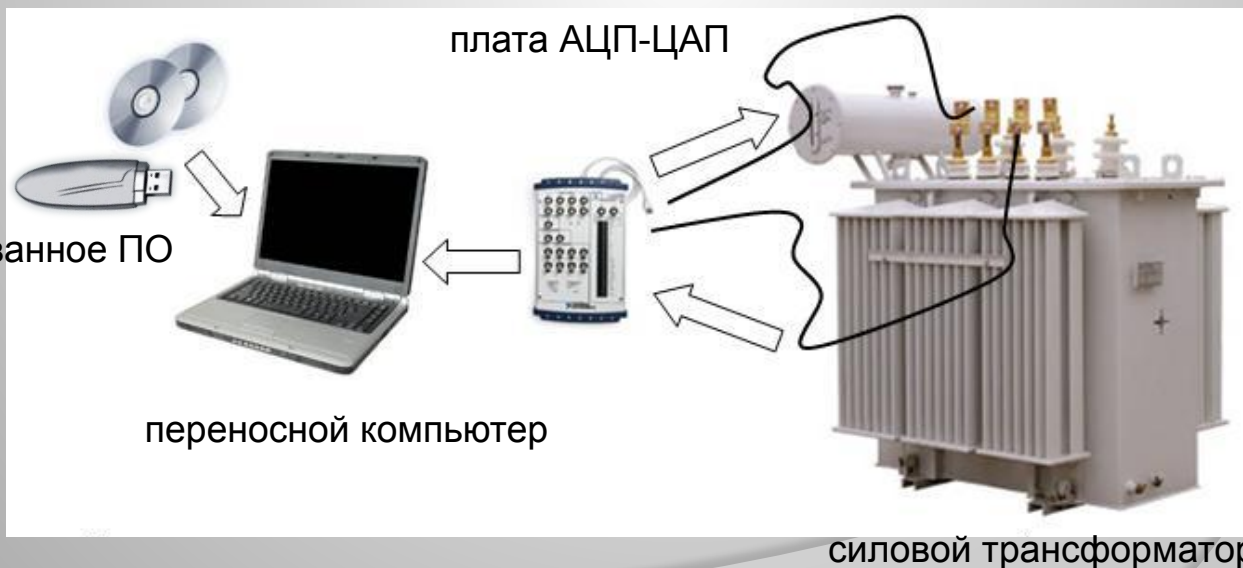 плата АЦП-ЦАП
ванное ПО
переносной компьютер
силовой трансформатор